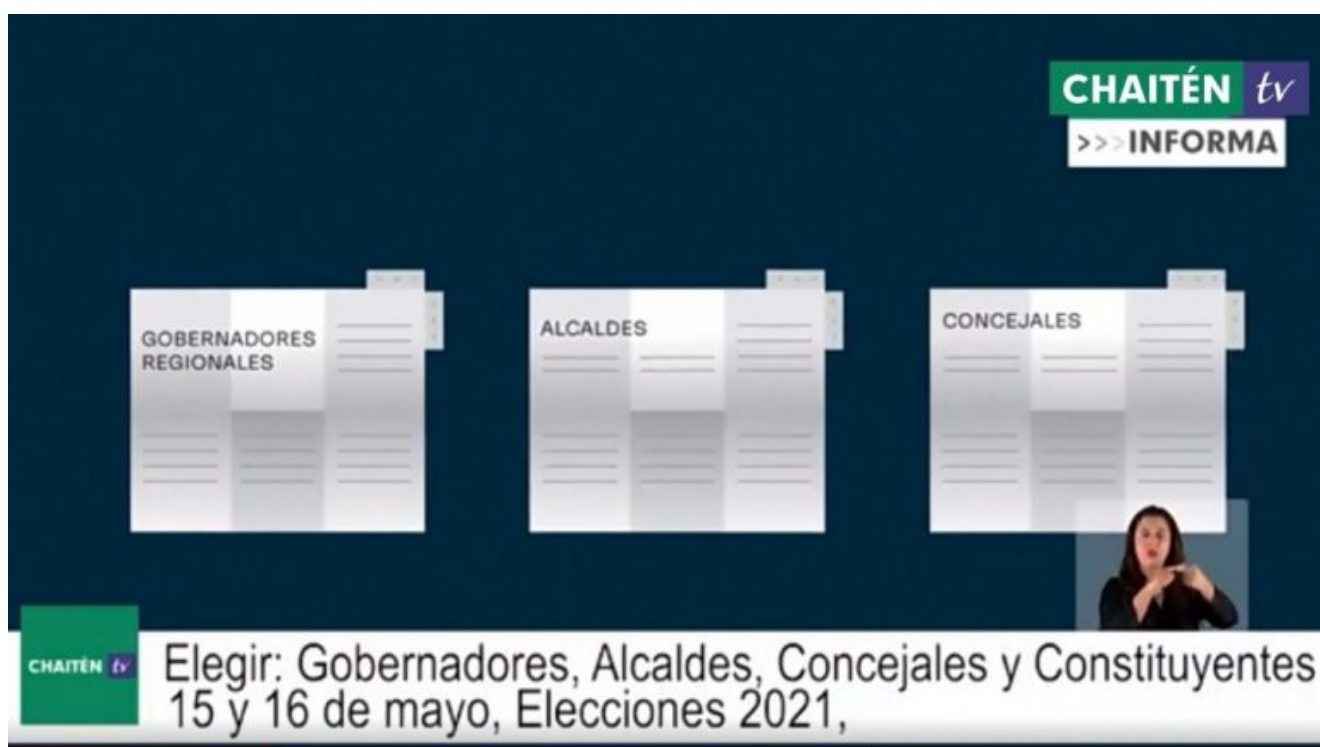 CHAITÉN tv
>>>INFORMA
GOBERNADORES
REGIONALES
ALCALDES
CONCEJALES
CHAITÉN tv
Elegir: Gobernadores, Alcaldes, Concejales y Constituyentes
15 y 16 de mayo, Elecciones 2021,